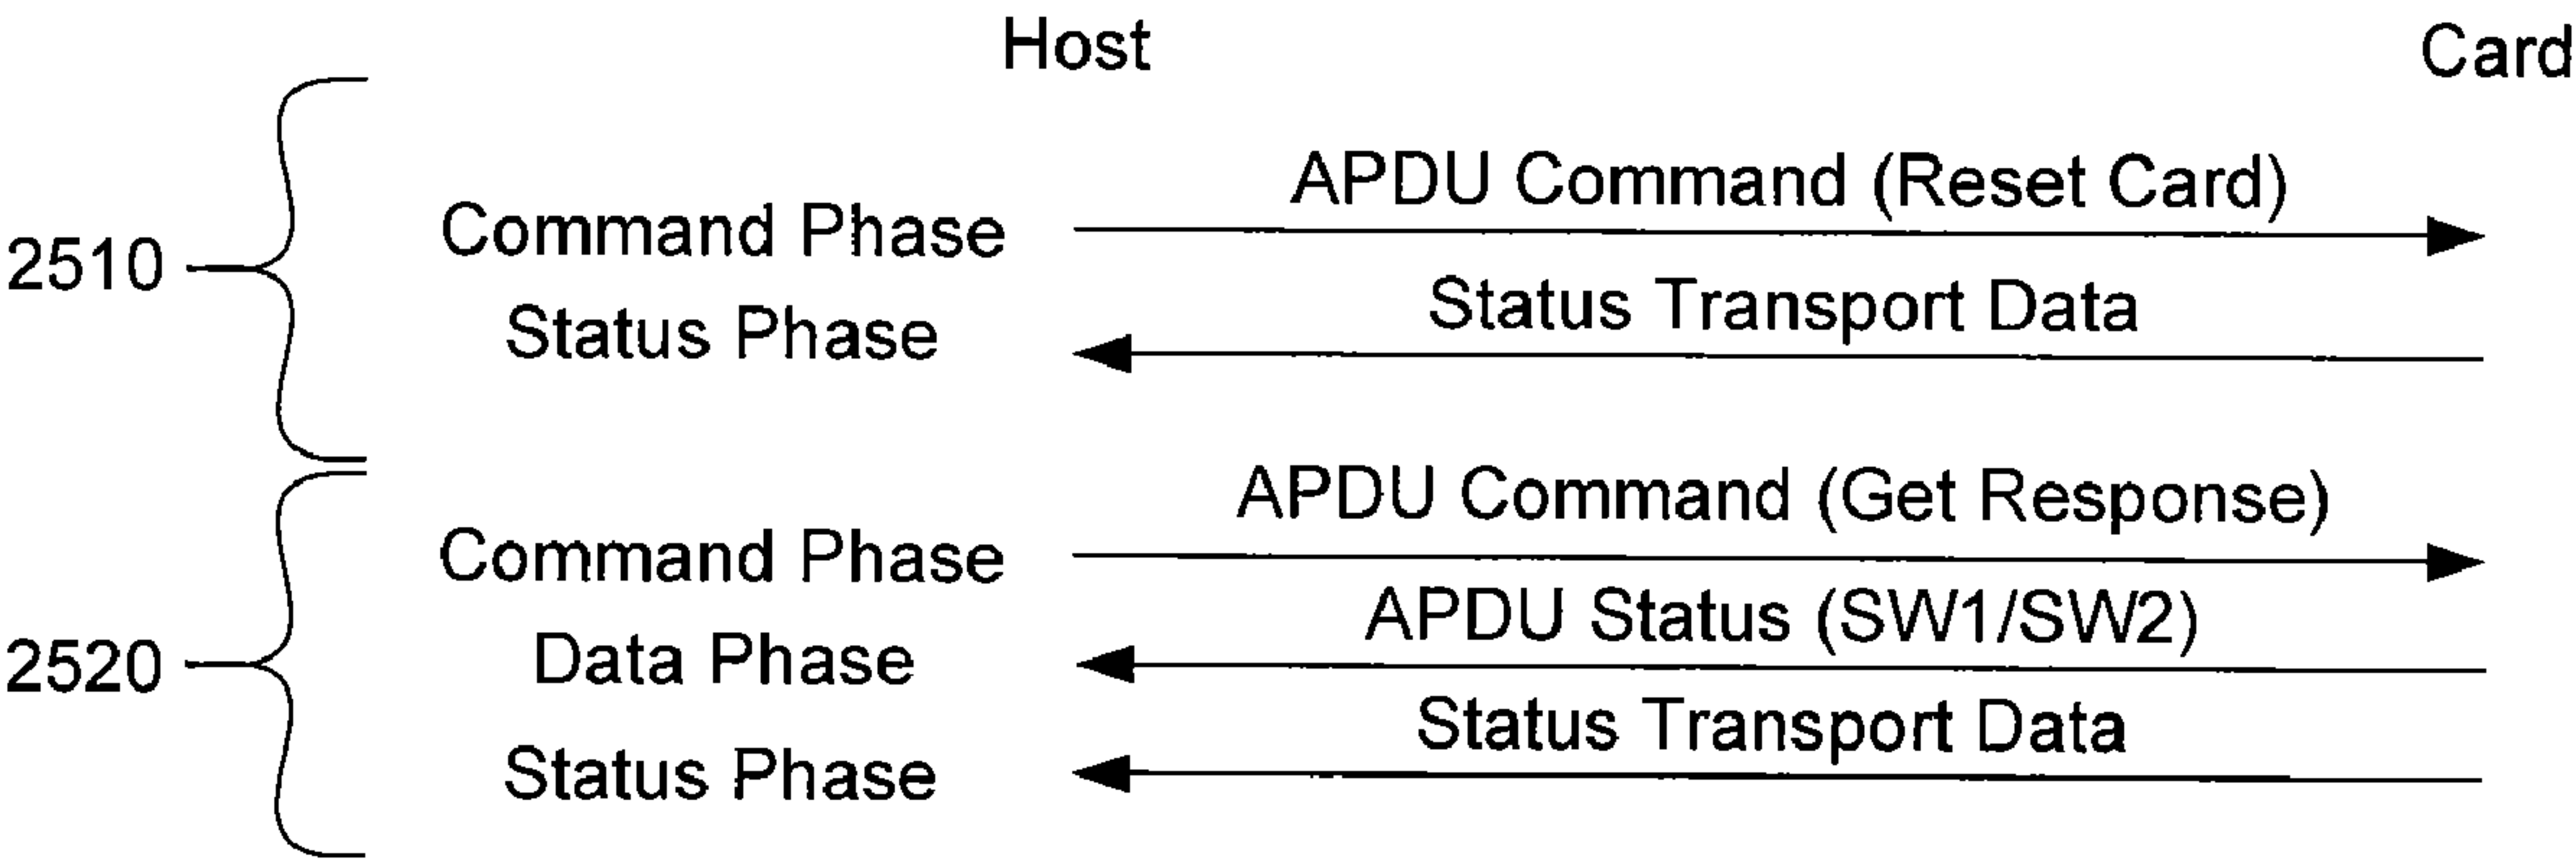 Host Card
APDU Command (Reset Card)
Command Phase
2510
Status Transport Data
Status Phase
APDU Command (Get Response)
Command Phase
APDU Status (SW1/SW2)
2520
Data Phase
Status Transport Data
Status Phase